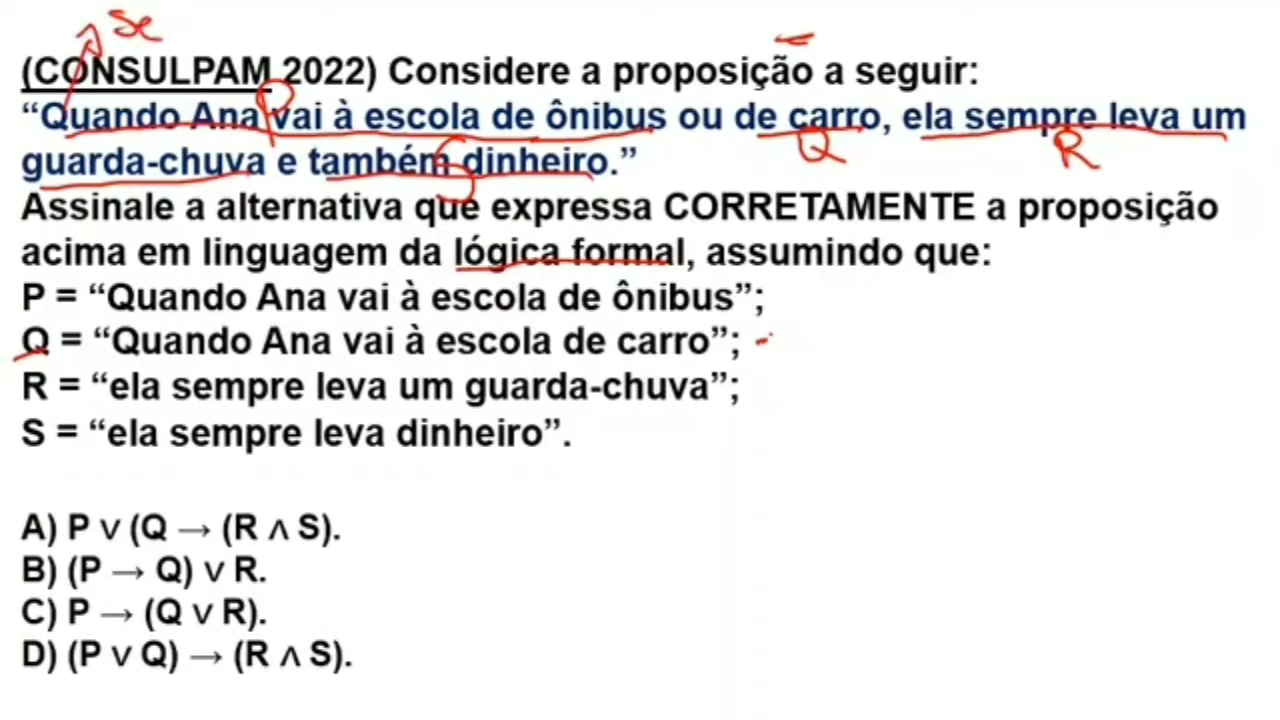 Se
(CONSULPAM 2022) Considere a proposição a seguir:
“Quando Ana vai à escola de ônibus ou de carro, ela sempre leva um
P
Q
R
guarda-chuva e também dinheiro.”
S
Assinale a alternativa que expressa CORRETAMENTE a proposição
acima em linguagem da lógica formal, assumindo que:
P = “Quando Ana vai à escola de ônibus”;
Q = “Quando Ana vai à escola de carro”;
R = “ela sempre leva um guarda-chuva”;
S = “ela sempre leva dinheiro”.
A) P ∨ (Q → (R ∧ S).
B) (P → Q) ∨ R.
C) P → (Q ∨ R).
D) (P ∨ Q) → (R ∧ S).